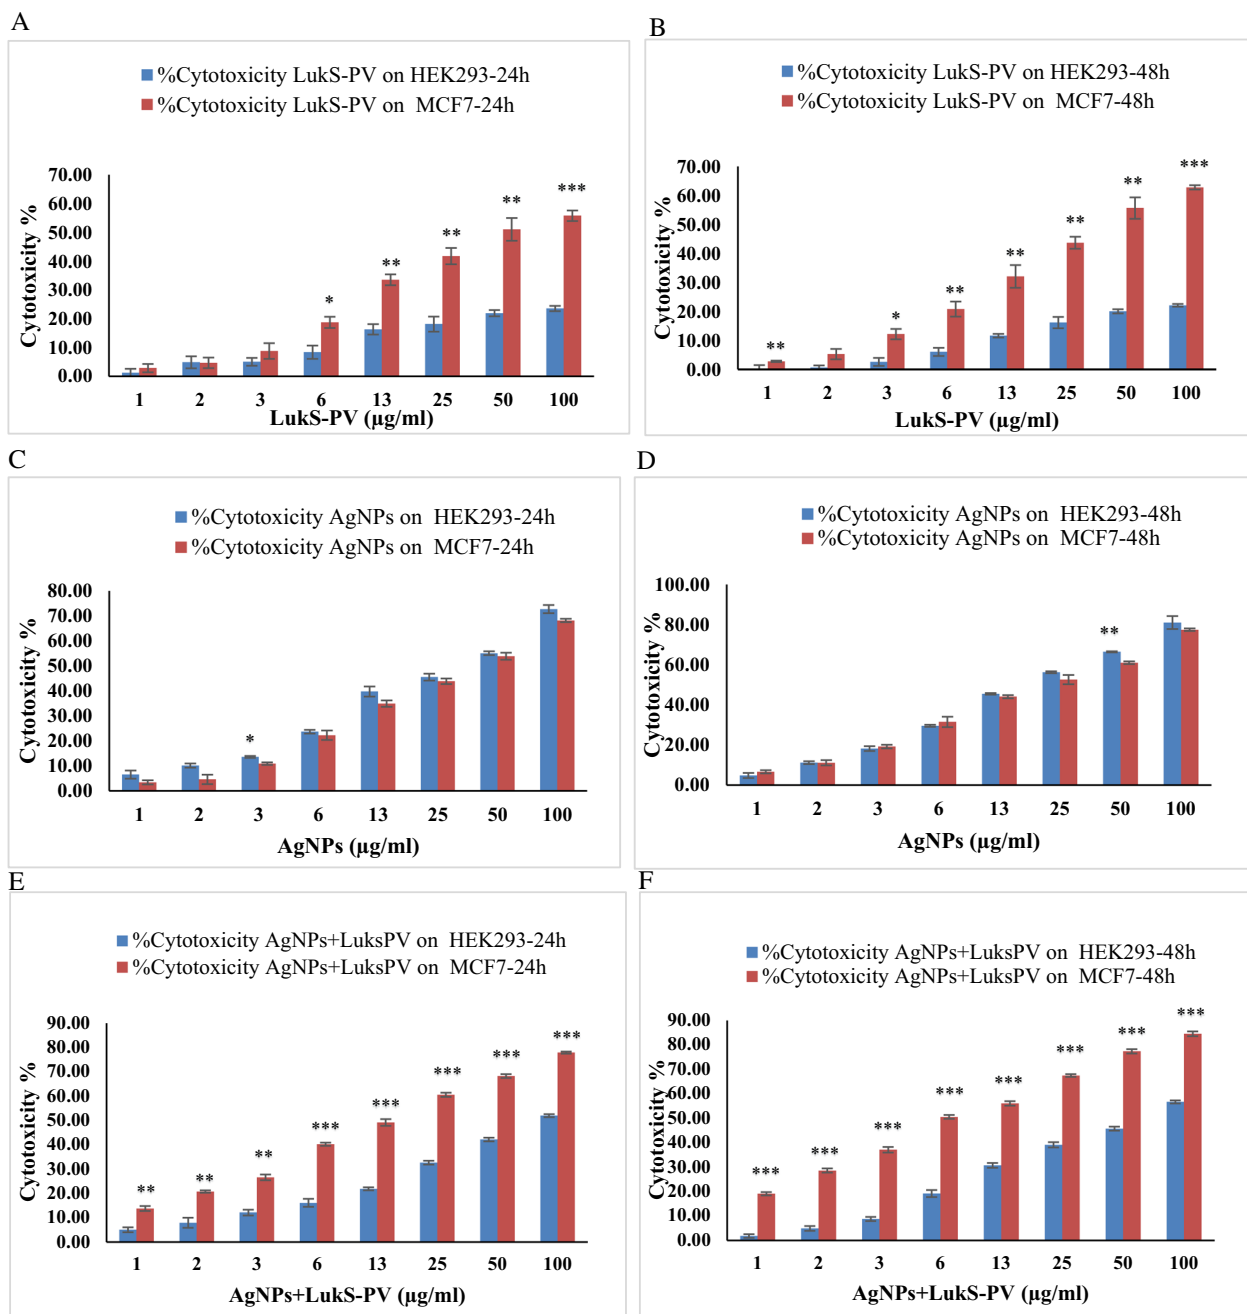 A
%Cytotoxicity LukS-PV on HEK293-24h
%Cytotoxicity LukS-PV on MCF7-24h
Cytotoxicity %
70.00
60.00
50.00
40.00
30.00
20.00
10.00
0.00
*
**
**
**
***
1 2 3 6 13 25 50 100
LukS-PV (µg/ml)
B
%Cytotoxicity LukS-PV on HEK293-48h
%Cytotoxicity LukS-PV on MCF7-48h
Cytotoxicity %
70.00
60.00
50.00
40.00
30.00
20.00
10.00
0.00
**
*
**
**
**
**
***
1 2 3 6 13 25 50 100
LukS-PV (µg/ml)
C
%Cytotoxicity AgNPs on HEK293-24h
%Cytotoxicity AgNPs on MCF7-24h
Cytotoxicity %
80.00
70.00
60.00
50.00
40.00
30.00
20.00
10.00
0.00
*
1 2 3 6 13 25 50 100
AgNPs (µg/ml)
D
%Cytotoxicity AgNPs on HEK293-48h
%Cytotoxicity AgNPs on MCF7-48h
Cytotoxicity %
100.00
80.00
60.00
40.00
20.00
0.00
**
1 2 3 6 13 25 50 100
AgNPs (µg/ml)
E
%Cytotoxicity AgNPs+LuksPV on HEK293-24h
%Cytotoxicity AgNPs+LuksPV on MCF7-24h
Cytotoxicity %
90.00
80.00
70.00
60.00
50.00
40.00
30.00
20.00
10.00
0.00
**
**
**
***
***
***
***
***
1 2 3 6 13 25 50 100
AgNPs+LukS-PV (µg/ml)
F
%Cytotoxicity AgNPs+LuksPV on HEK293-48h
%Cytotoxicity AgNPs+LuksPV on MCF7-48h
Cytotoxicity %
90.00
80.00
70.00
60.00
50.00
40.00
30.00
20.00
10.00
0.00
***
***
***
***
***
***
***
***
1 2 3 6 13 25 50 100
AgNPs+LukS-PV (µg/ml)